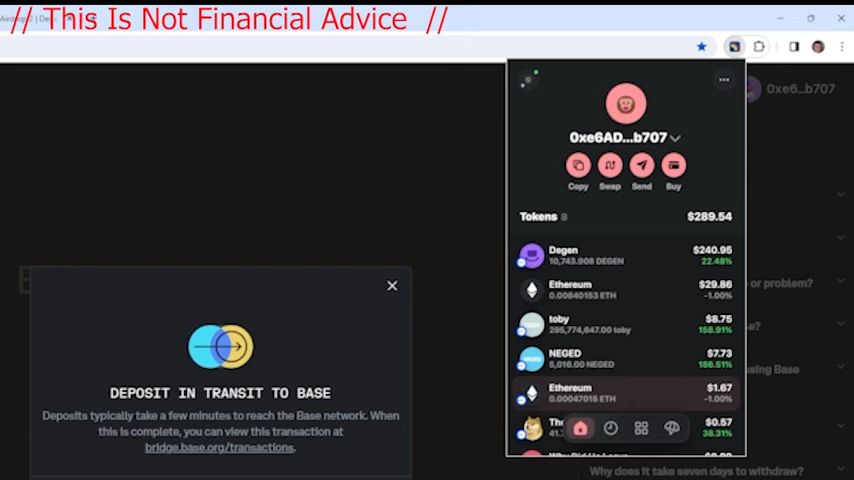 // This Is Not Financial Advice //
0xe6...b707
0xe6AD...b707
Copy Swap Send Buy
Tokens 8 $289.54
Degen $240.95
10,743.908 DEGEN 22.48%
Ethereum $29.86
0.00840153 ETH -1.00%
or problem?
toby $8.75
295,774,647.00 toby 158.91%
NEGED $7.73
5,016.00 NEGED 186.51%
Ethereum $1.67
0.00047015 ETH -1.00%
$0.57
38.31%
DEPOSIT IN TRANSIT TO BASE
Deposits typically take a few minutes to reach the Base network. When
this is complete, you can view this transaction at
bridge.base.org/transactions.
Base
Why does it take seven days to withdraw?